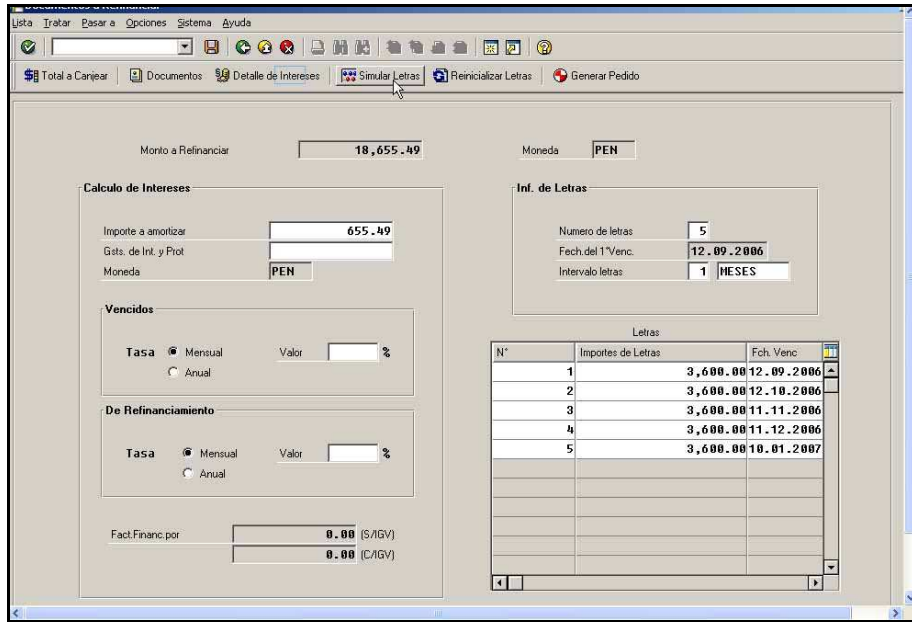 Documentos a Refinanciar
Lista Tratar Pasar a Opciones Sistema Ayuda
Total a Canjear Documentos Detalle de Intereses Simular Letras Reinicializar Letras Generar Pedido
Monto a Refinanciar 18,655.49 Moneda PEN
Calculo de Intereses
Importe a amortizar 655.49
Gsts. de Int. y Prot
Moneda PEN
Vencidos
Tasa Mensual Valor %
Anual
De Refinanciamiento
Tasa Mensual Valor %
Anual
Fact.Financ.por 0.00 (S/IGV)
0.00 (C/IGV)
Inf. de Letras
Numero de letras 5
Fech.del 1°Venc. 12.09.2006
Intervalo letras 1 MESES
Letras
N° Importes de Letras Fch. Venc
1 3,600.00 12.09.2006
2 3,600.00 12.10.2006
3 3,600.00 11.11.2006
4 3,600.00 11.12.2006
5 3,600.00 10.01.2007